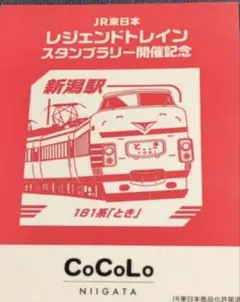 JR東日本
レジェンドトレイン
スタンプラリー開催記念
新潟駅
とき
181系「とき」
CoCoLo
NIIGATA
JR東日本商品化許諾済